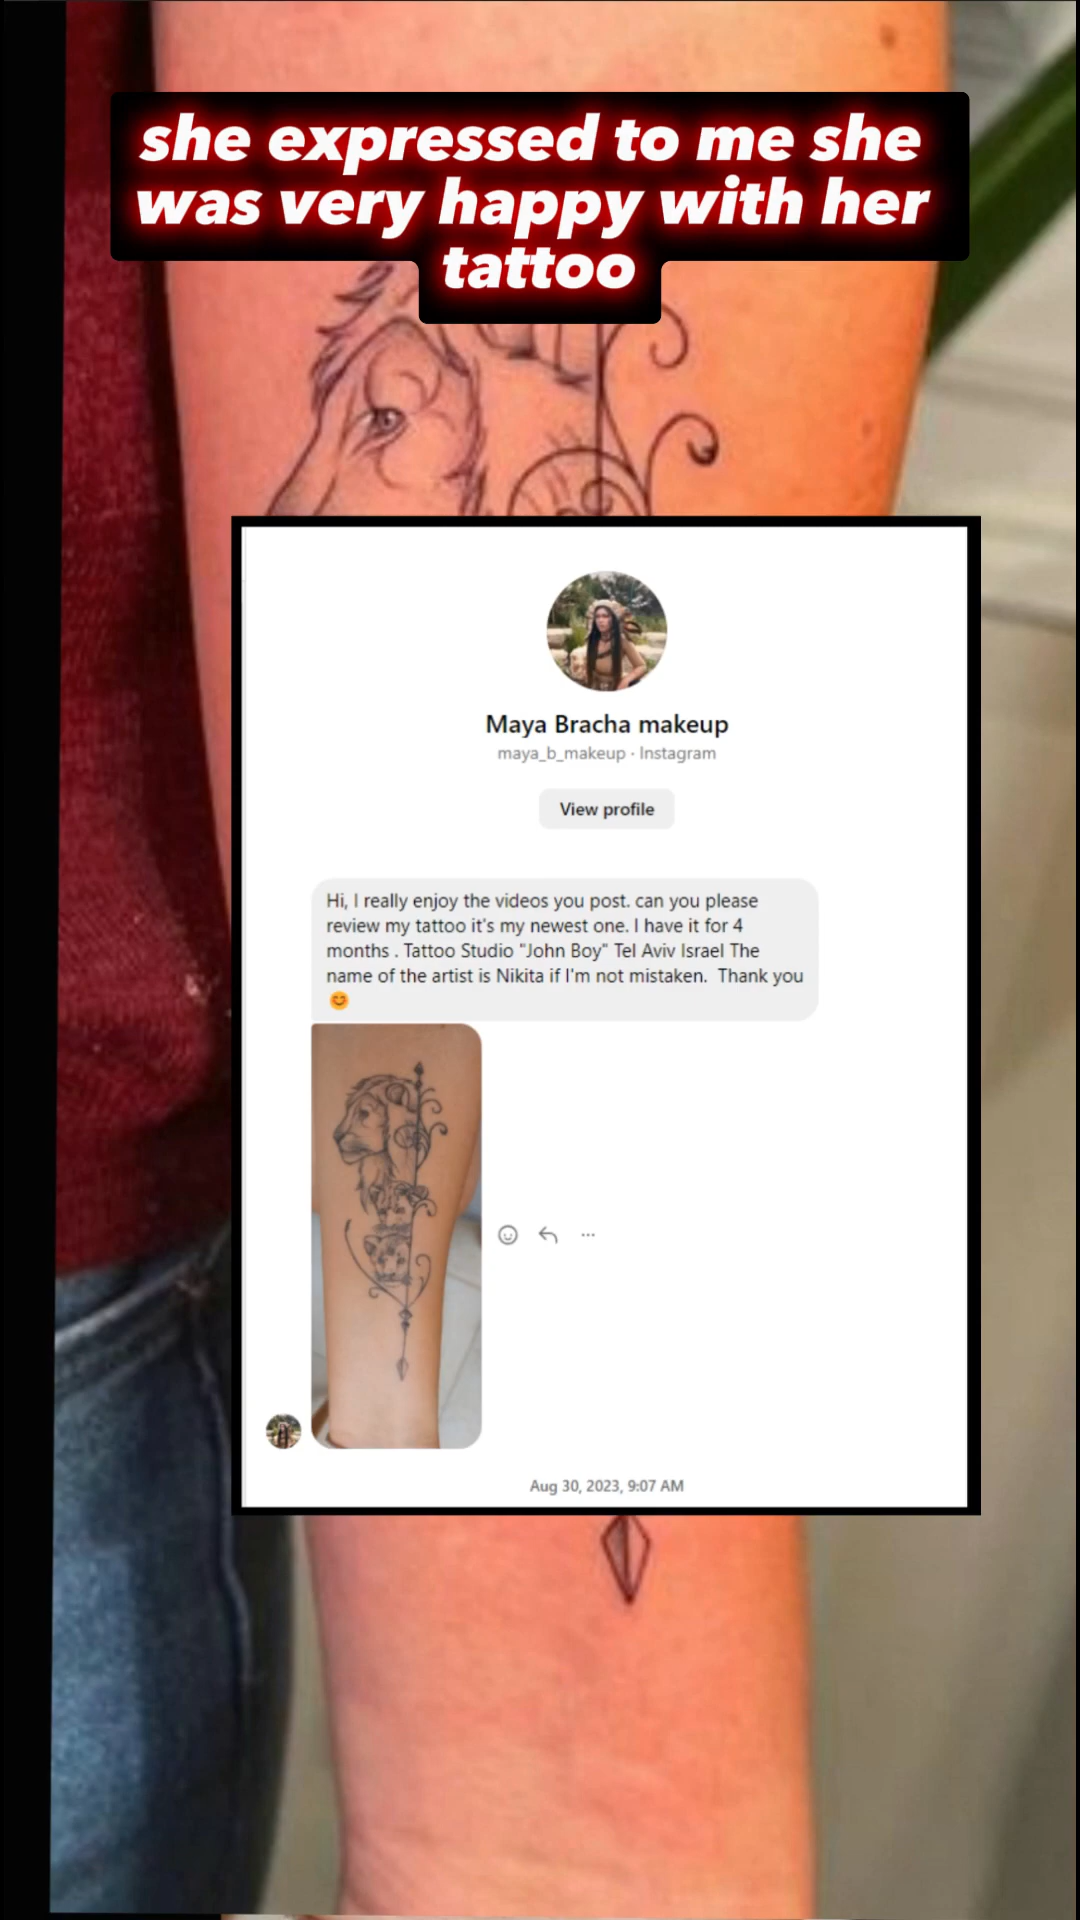 she expressed to me she
was very happy with her
tattoo
Maya Bracha makeup
maya_b_makeup · Instagram
View profile
Hi, I really enjoy the videos you post. can you please
review my tattoo it's my newest one. I have it for 4
months . Tattoo Studio "John Boy" Tel Aviv Israel The
name of the artist is Nikita if I'm not mistaken.  Thank you
😊
Aug 30, 2023, 9:07 AM